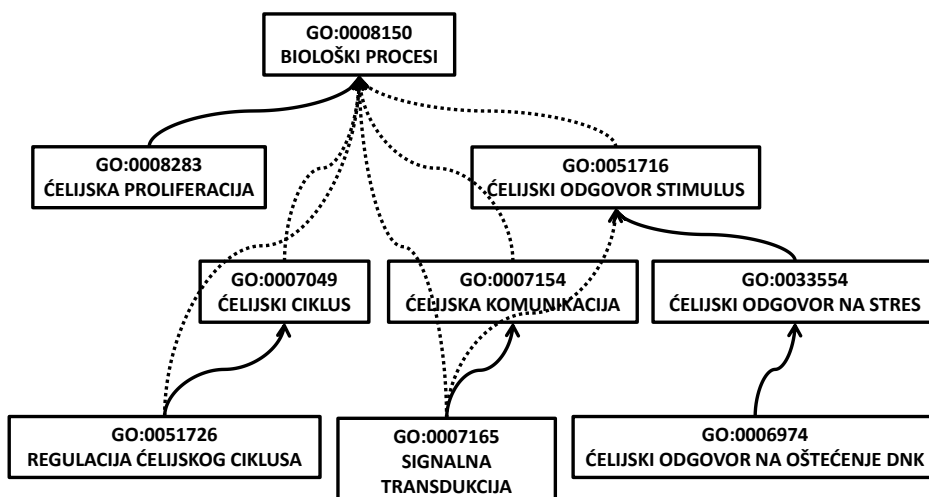 GO:0008150
BIOLOŠKI PROCESI
GO:0008283
ĆELIJSKA PROLIFERACIJA
GO:0051716
ĆELIJSKI ODGOVOR STIMULUS
GO:0007049
ĆELIJSKI CIKLUS
GO:0007154
ĆELIJSKA KOMUNIKACIJA
GO:0033554
ĆELIJSKI ODGOVOR NA STRES
GO:0051726
REGULACIJA ĆELIJSKOG CIKLUSA
GO:0007165
SIGNALNA
TRANSDUKCIJA
GO:0006974
ĆELIJSKI ODGOVOR NA OŠTEĆENJE DNK